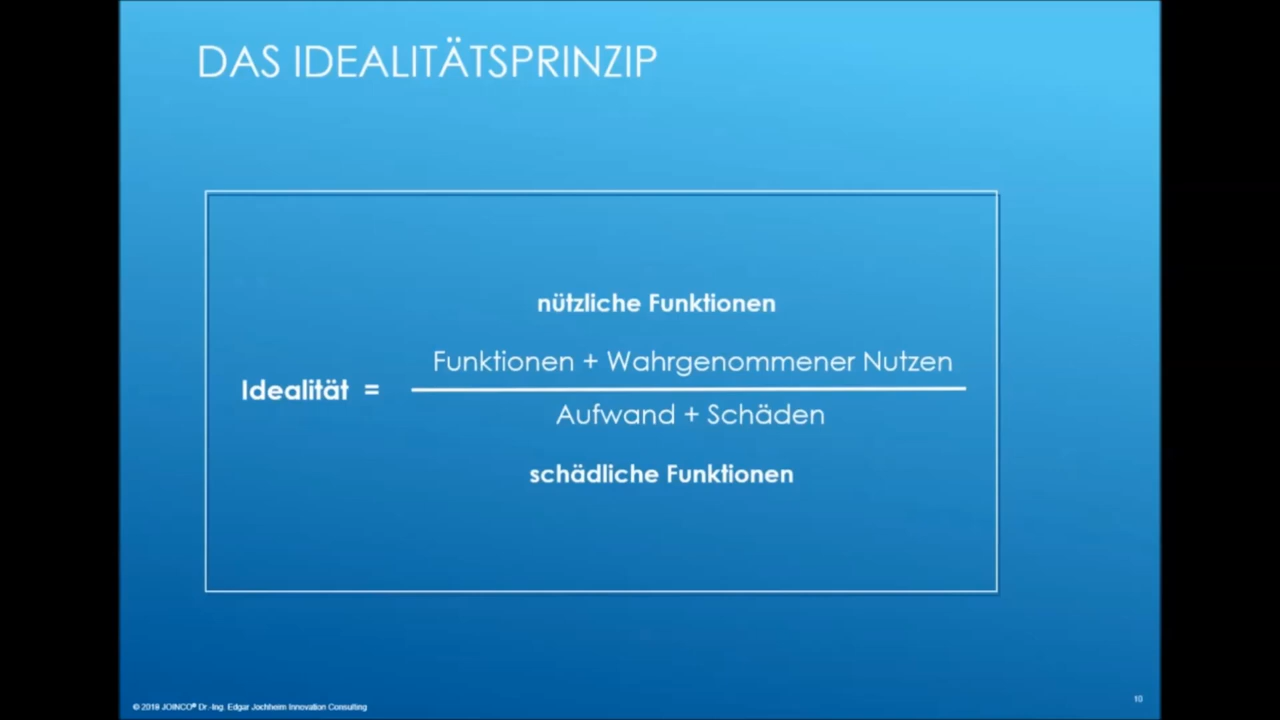 DAS IDEALITÄTSPRINZIP
nützliche Funktionen
Funktionen + Wahrgenommener Nutzen
Idealität =
Aufwand + Schäden
schädliche Funktionen
© 2019 JOINCO® Dr.-Ing. Edgar Jochheim Innovation Consulting
10